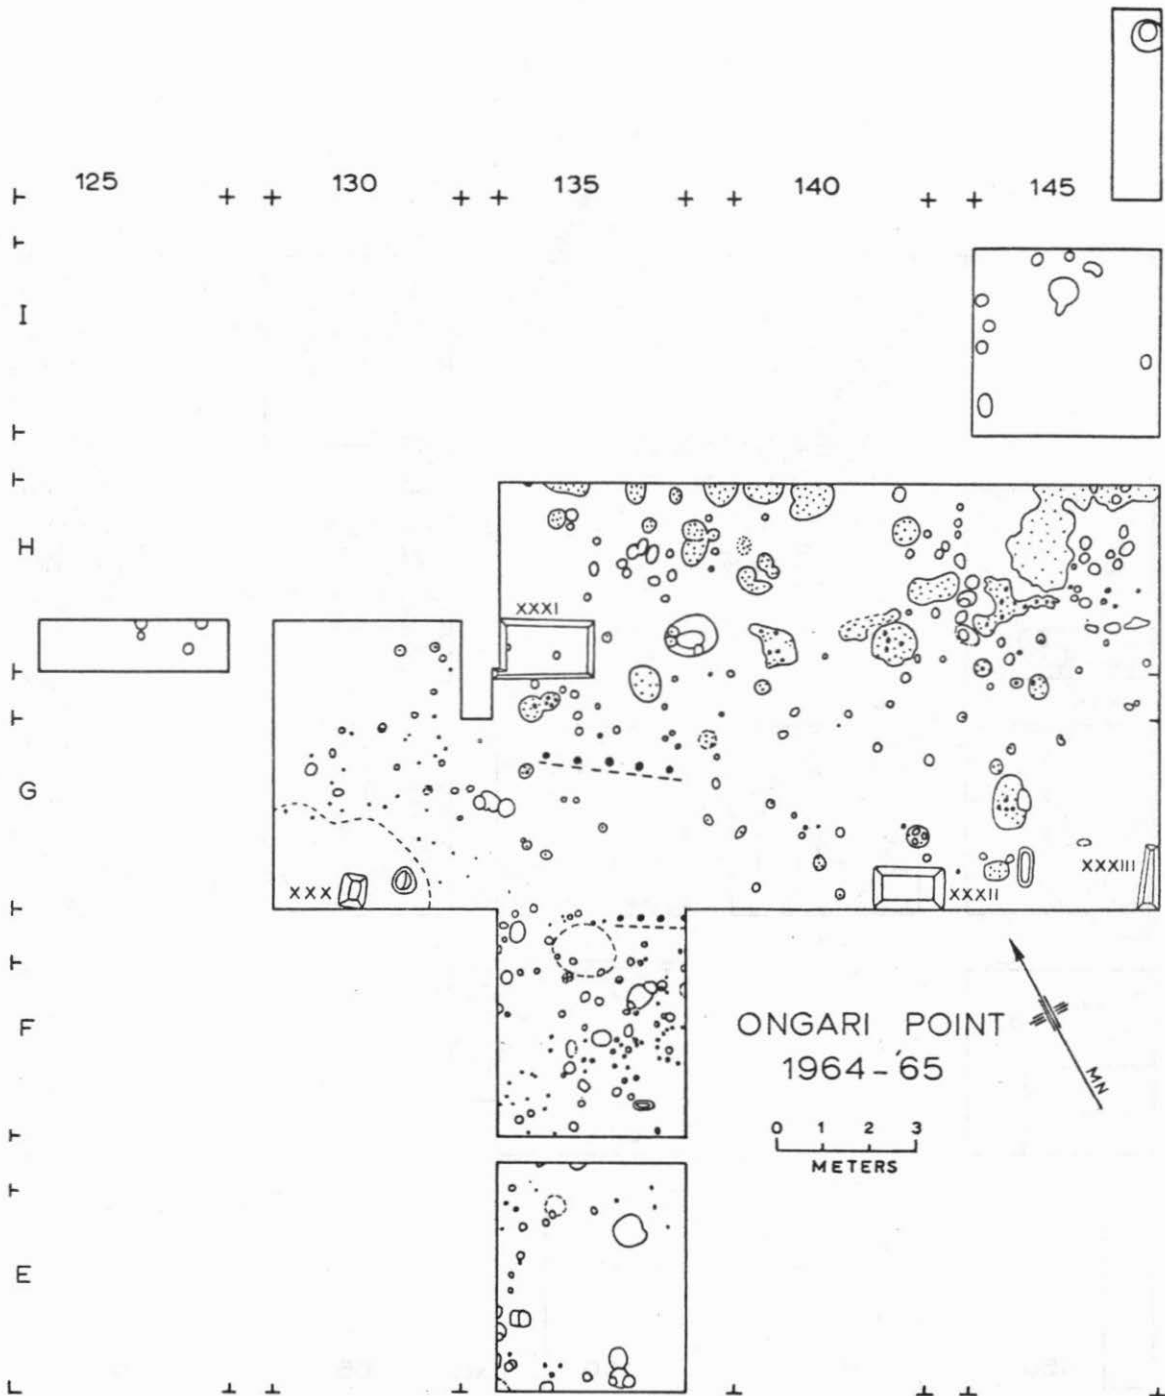 125 130 135 140 145
I
H
XXXI
G
XXX XXXII XXXIII
F
ONGARI POINT
1964-'65
MN
0 1 2 3
METERS
E